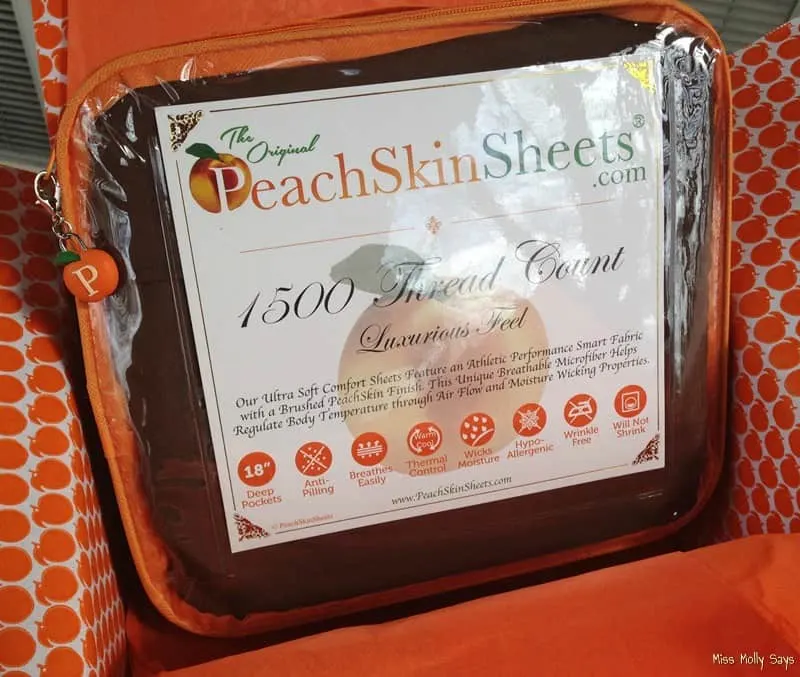 The Original
PeachSkinSheets®
.com
1500 Thread Count
Luxurious Feel
Our Ultra Soft Comfort Sheets Feature an Athletic Performance Smart Fabric
with a Brushed PeachSkin Finish. This Unique Breathable Microfiber Helps
Regulate Body Temperature through Air Flow and Moisture Wicking Properties.
P
18"
Warm
Cool
Deep
Pockets
Anti-
Pilling
Breathes
Easily
Thermal
Control
Wicks
Moisture
Hypo-
Allergenic
Wrinkle
Free
Will Not
Shrink
www.PeachSkinSheets.com
© PeachSkinSheets
Miss Molly Says